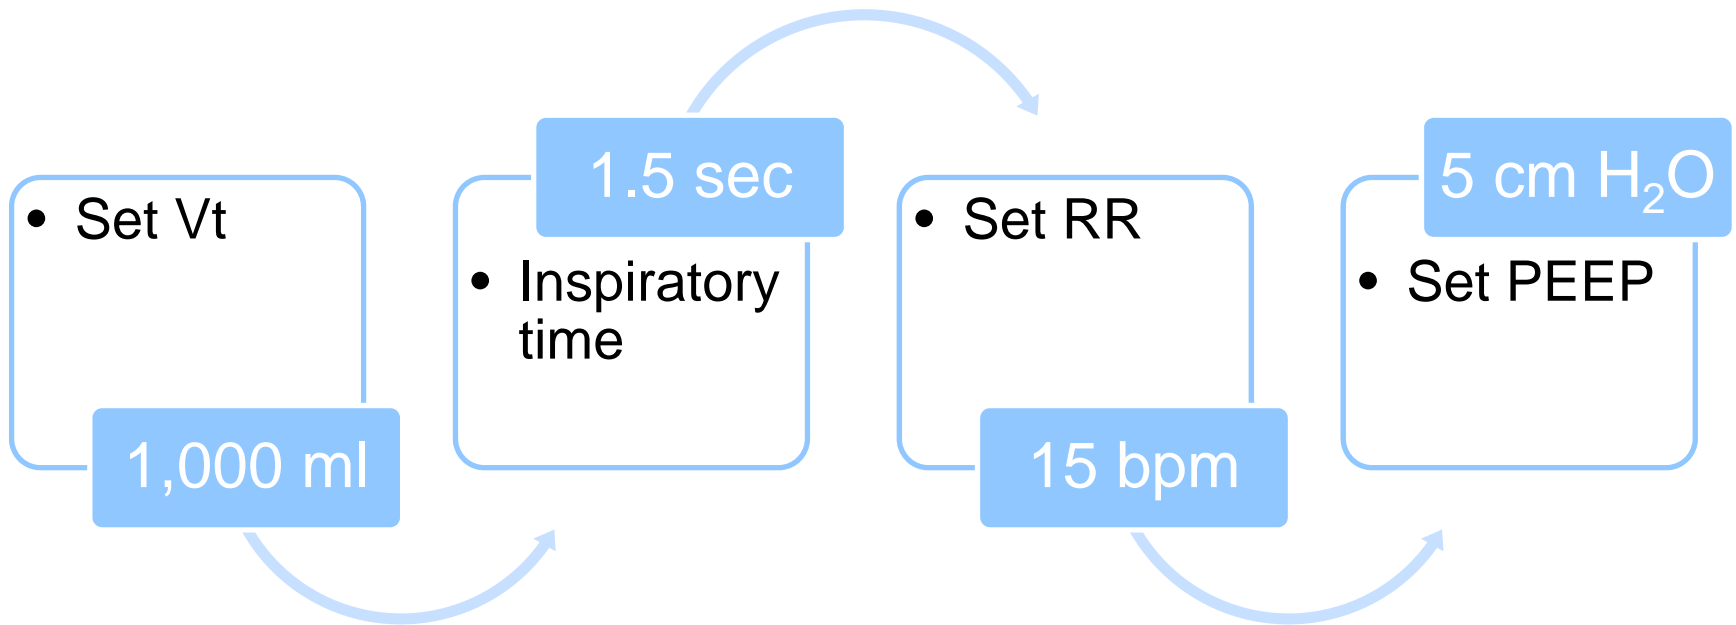 • Set Vt
1,000 ml
1.5 sec
• Inspiratory
time
• Set RR
15 bpm
5 cm H₂O
• Set PEEP